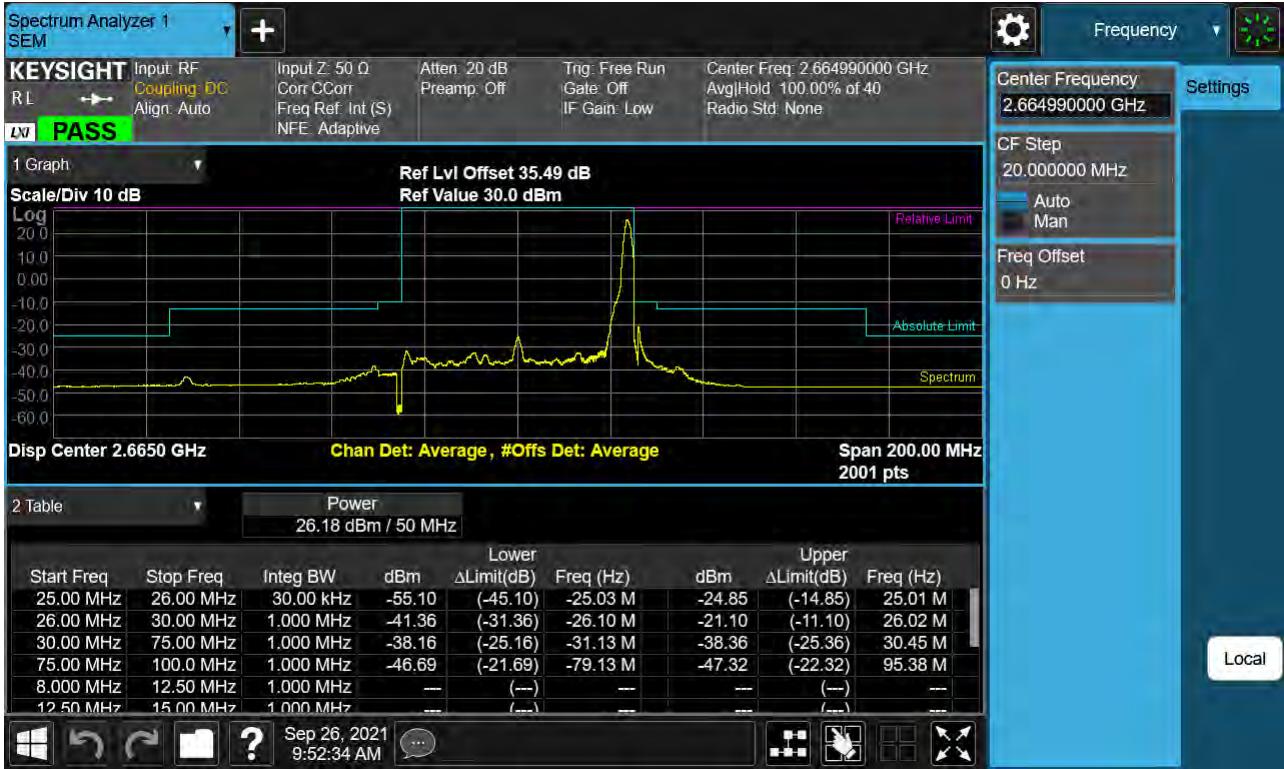 Spectrum Analyzer 1
SEM
+
Frequency
KEYSIGHT
R L
LXI
PASS
Input: RF
Coupling: DC
Align: Auto
Input Z: 50 Ω
Corr CCorr
Freq Ref: Int (S)
NFE: Adaptive
Atten: 20 dB
Preamp: Off
Trig: Free Run
Gate: Off
IF Gain: Low
Center Freq: 2.664990000 GHz
Avg|Hold: 100.00% of 40
Radio Std: None
Center Frequency
2.664990000 GHz
Settings
CF Step
20.000000 MHz
Auto
Man
Freq Offset
0 Hz
Local
1 Graph
Scale/Div 10 dB
Ref Lvl Offset 35.49 dB
Ref Value 30.0 dBm
Log
20.0
10.0
0.00
-10.0
-20.0
-30.0
-40.0
-50.0
-60.0
Relative Limit
Absolute Limit
Spectrum
Disp Center 2.6650 GHz Chan Det: Average, #Offs Det: Average Span 200.00 MHz
2001 pts
2 Table
Power
26.18 dBm / 50 MHz
Lower Upper
Start Freq Stop Freq Integ BW dBm ΔLimit(dB) Freq (Hz) dBm ΔLimit(dB) Freq (Hz)
25.00 MHz 26.00 MHz 30.00 kHz -55.10 (-45.10) -25.03 M -24.85 (-14.85) 25.01 M
26.00 MHz 30.00 MHz 1.000 MHz -41.36 (-31.36) -26.10 M -21.10 (-11.10) 26.02 M
30.00 MHz 75.00 MHz 1.000 MHz -38.16 (-25.16) -31.13 M -38.36 (-25.36) 30.45 M
75.00 MHz 100.0 MHz 1.000 MHz -46.69 (-21.69) -79.13 M -47.32 (-22.32) 95.38 M
8.000 MHz 12.50 MHz 1.000 MHz --- (---) --- --- (---) ---
12.50 MHz 15.00 MHz 1.000 MHz --- (---) --- --- (---) ---
?
Sep 26, 2021
9:52:34 AM